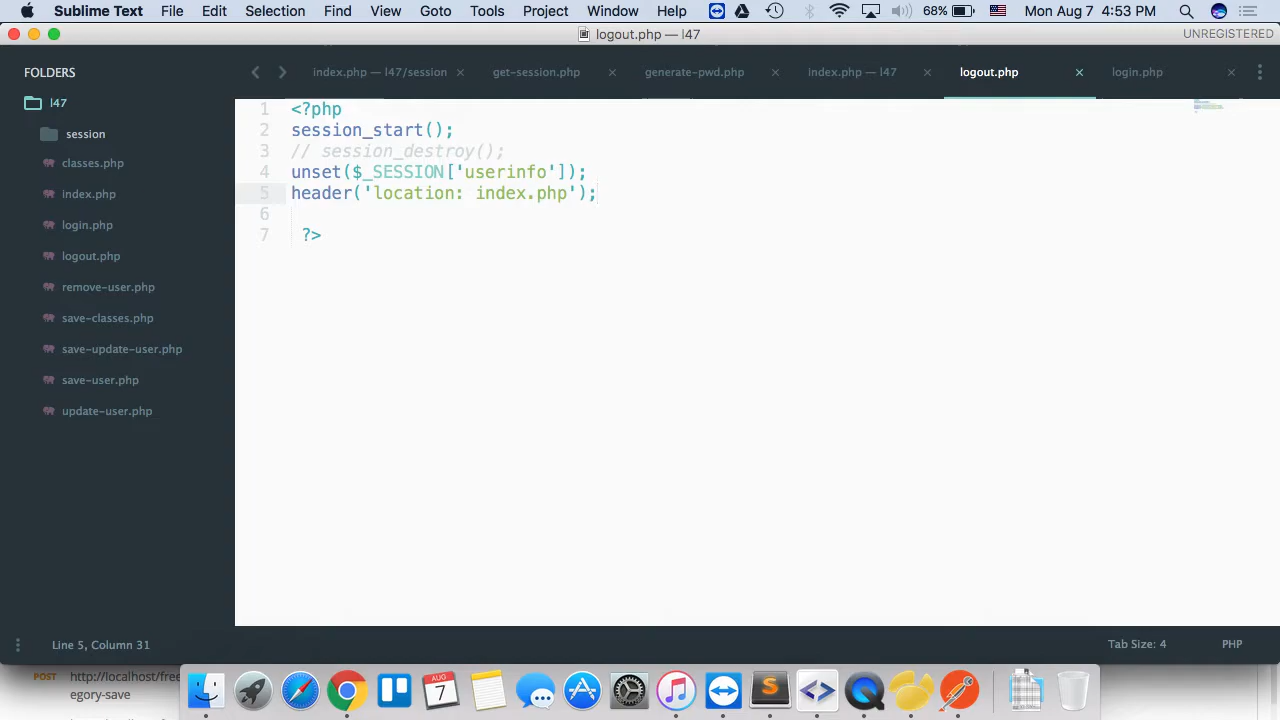 Sublime Text File Edit Selection Find View Goto Tools Project Window Help 68% Mon Aug 7 4:53 PM
logout.php — l47 UNREGISTERED
FOLDERS
index.php — l47/session × get-session.php × generate-pwd.php × index.php — l47 × logout.php × login.php ×
l47
session
classes.php
index.php
login.php
logout.php
remove-user.php
save-classes.php
save-update-user.php
save-user.php
update-user.php
1 <?php
2 session_start();
3 // session_destroy();
4 unset($_SESSION['userinfo']);
5 header('location: index.php');
6
7 ?>
Line 5, Column 31 Tab Size: 4 PHP
POST http://localhost/free
egory-save
7